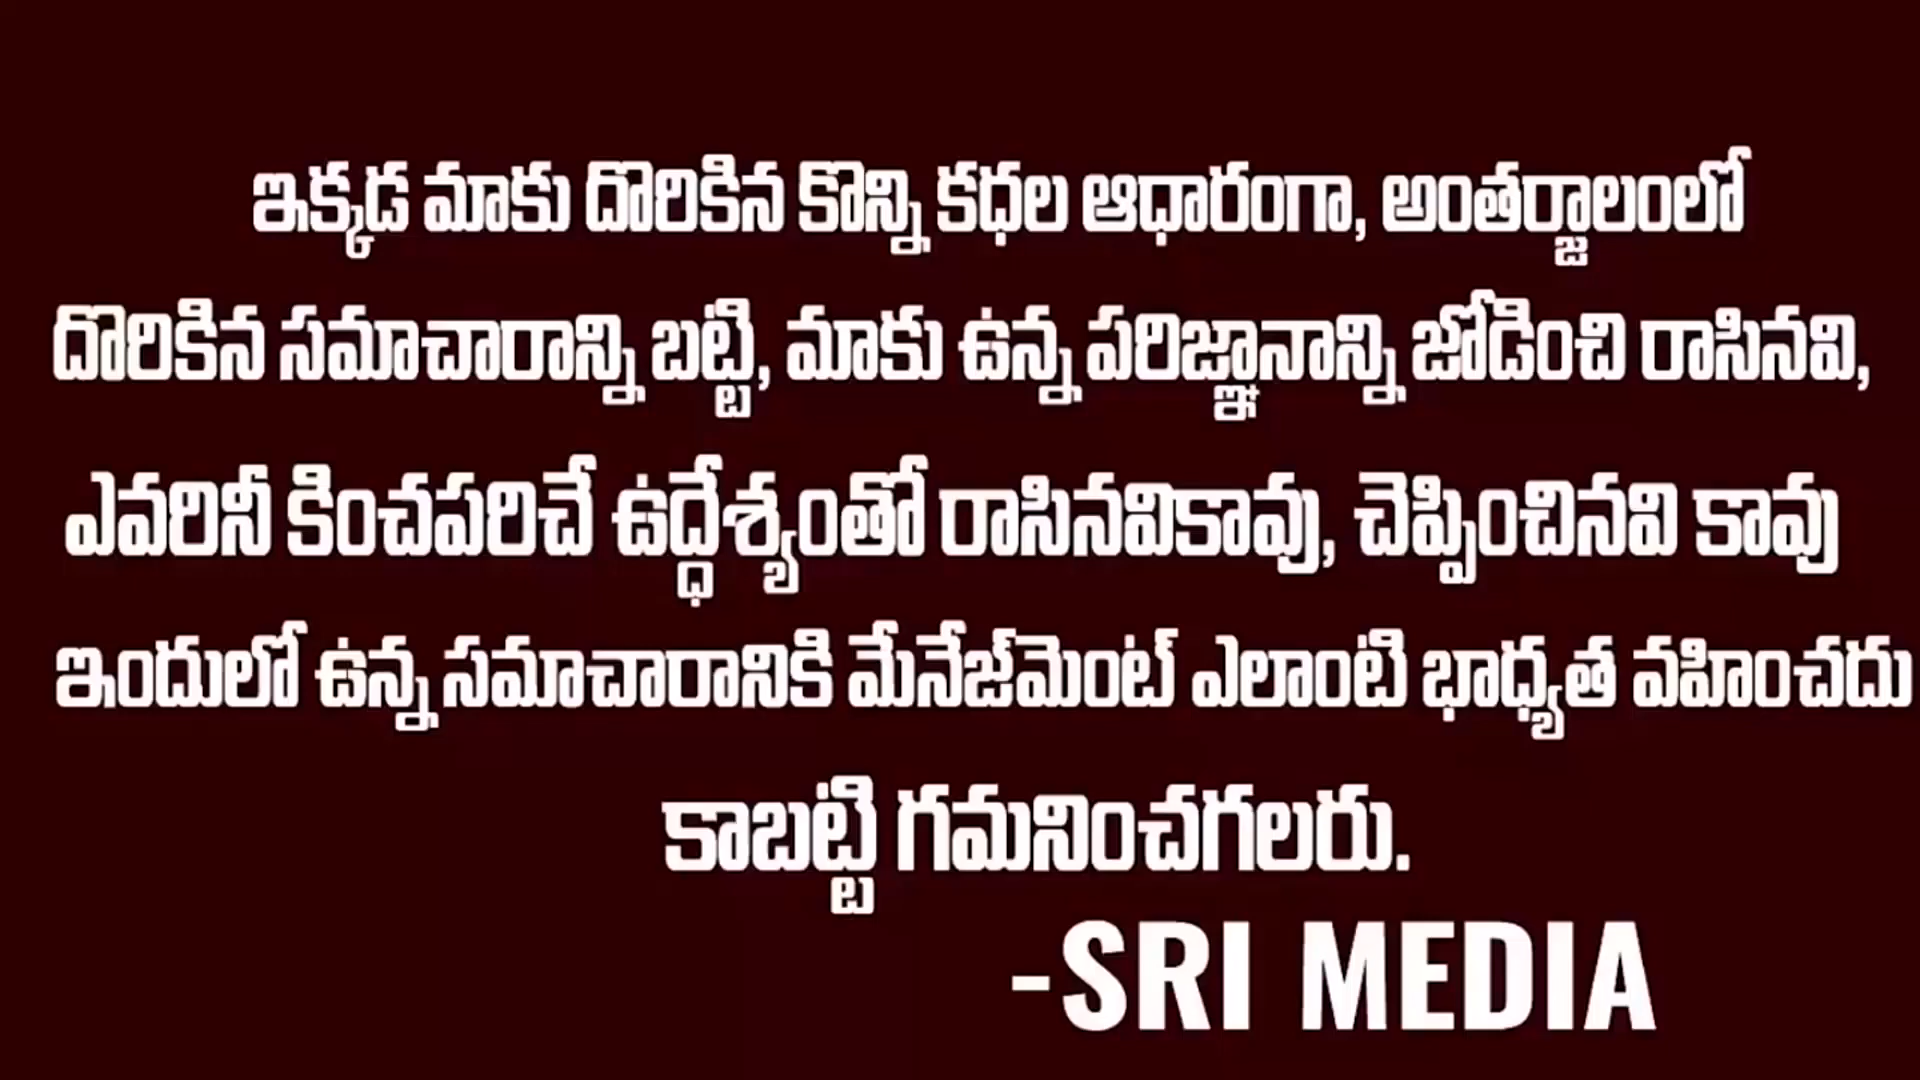 ఇక్కడ మాకు దొరికిన కొన్ని కధల ఆధారంగా, అంతర్జాలంలో
దొరికిన సమాచారాన్ని బట్టి, మాకు ఉన్న పరిజ్ఞానాన్ని జోడించి రాసినవి,
ఎవరినీ కించపరిచే ఉద్ధేశ్యంతో రాసినవికావు, చెప్పించినవి కావు
ఇందులో ఉన్న సమాచారానికి మేనేజ్‌మెంట్ ఎలాంటి భాధ్యత వహించదు
కాబట్టి గమనించగలరు.
-SRI MEDIA